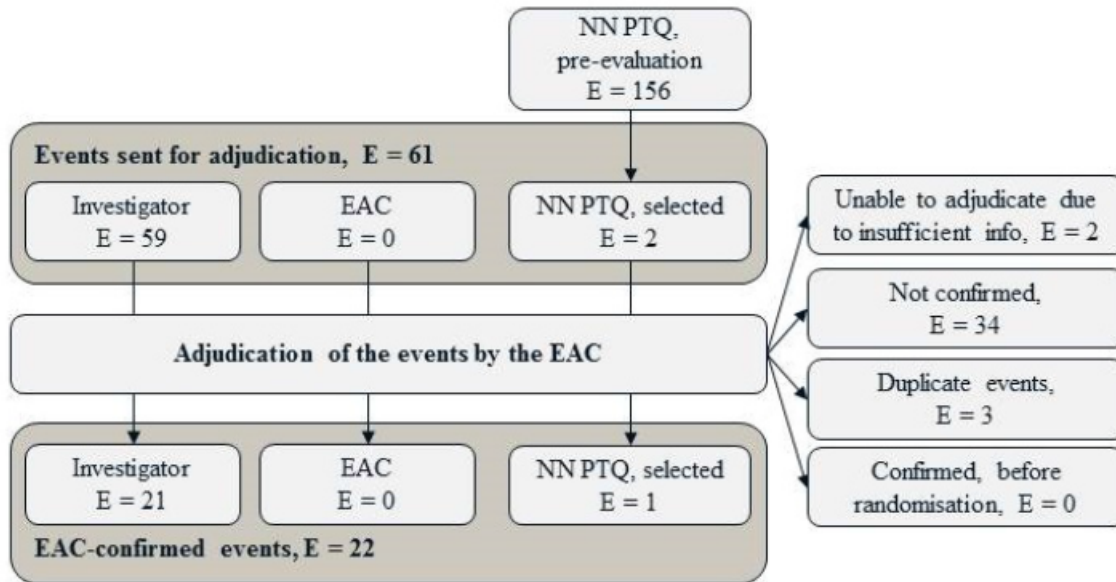 NN PTQ,
pre-evaluation
E = 156
Events sent for adjudication, E = 61
Investigator
E = 59
EAC
E = 0
NN PTQ, selected
E = 2
Unable to adjudicate due
to insufficient info, E = 2
Not confirmed,
E = 34
Adjudication of the events by the EAC
Duplicate events,
E = 3
Confirmed, before
randomisation, E = 0
Investigator
E = 21
EAC
E = 0
NN PTQ, selected
E = 1
EAC-confirmed events, E = 22